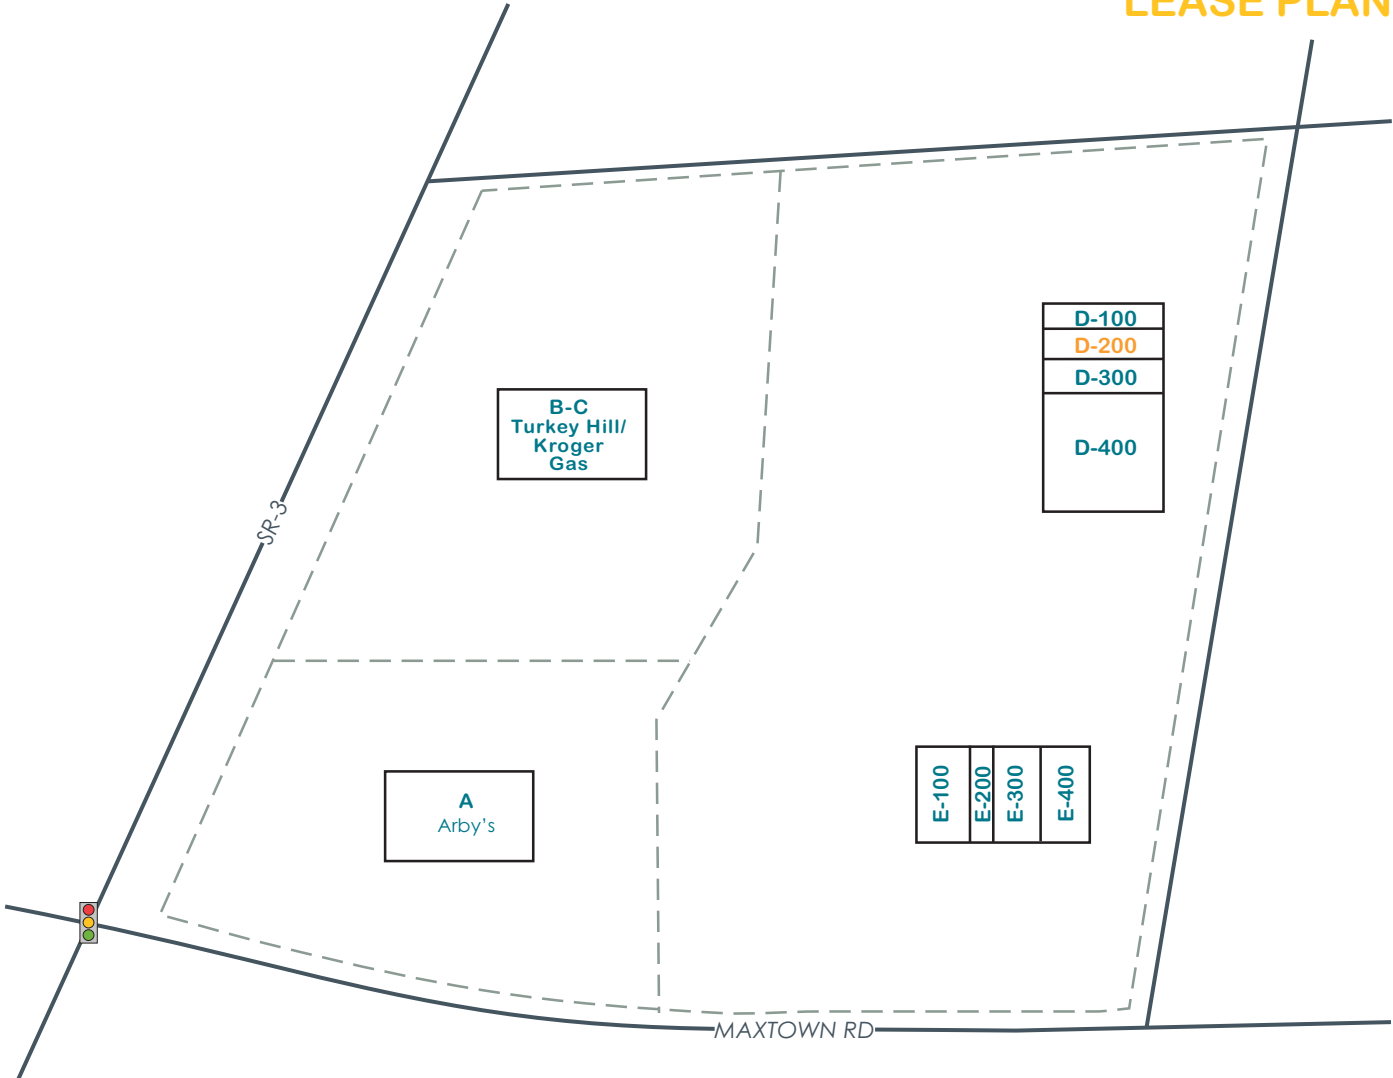 LEASE PLAN
D-100
D-200
D-300
D-400
B-C
Turkey Hill/
Kroger
Gas
SR-3
E-100
E-200
E-300
E-400
A
Arby's
MAXTOWN RD